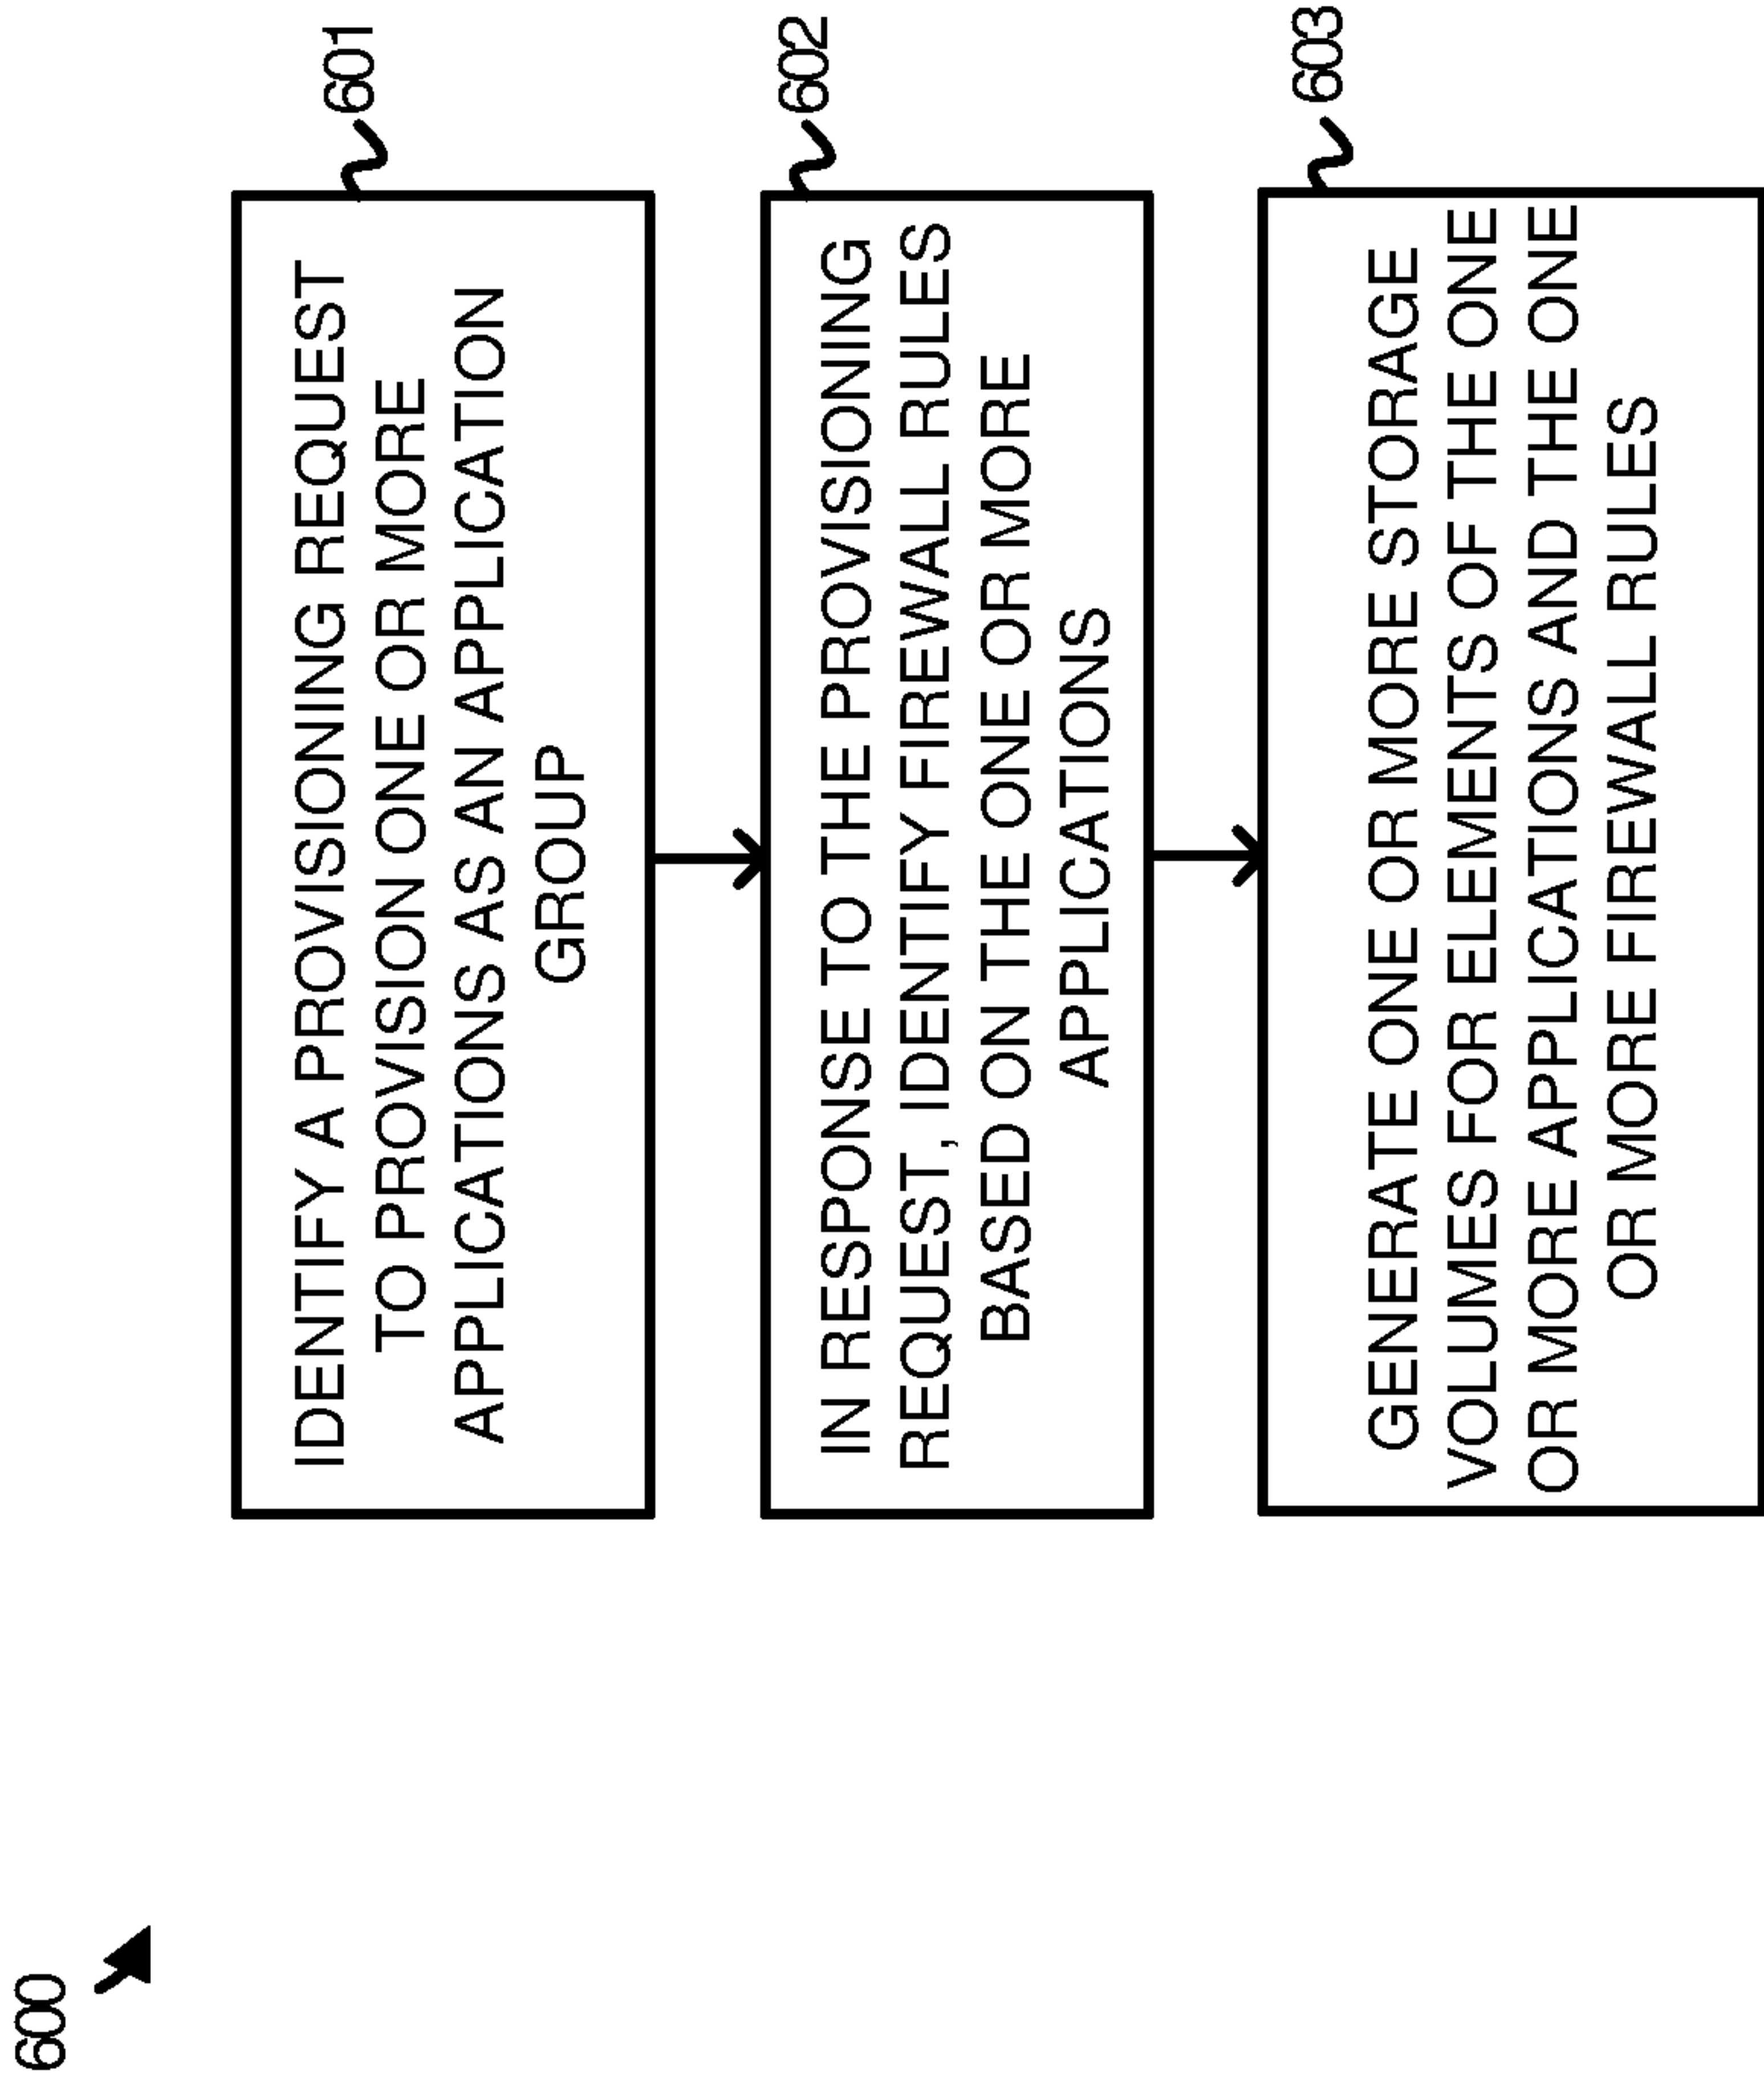 600
IDENTIFY A PROVISIONING REQUEST
TO PROVISION ONE OR MORE
APPLICATIONS AS AN APPLICATION
GROUP
601
IN RESPONSE TO THE PROVISIONING
REQUEST, IDENTIFY FIREWALL RULES
BASED ON THE ONE OR MORE
APPLICATIONS
602
GENERATE ONE OR MORE STORAGE
VOLUMES FOR ELEMENTS OF THE ONE
OR MORE APPLICATIONS AND THE ONE
OR MORE FIREWALL RULES
603